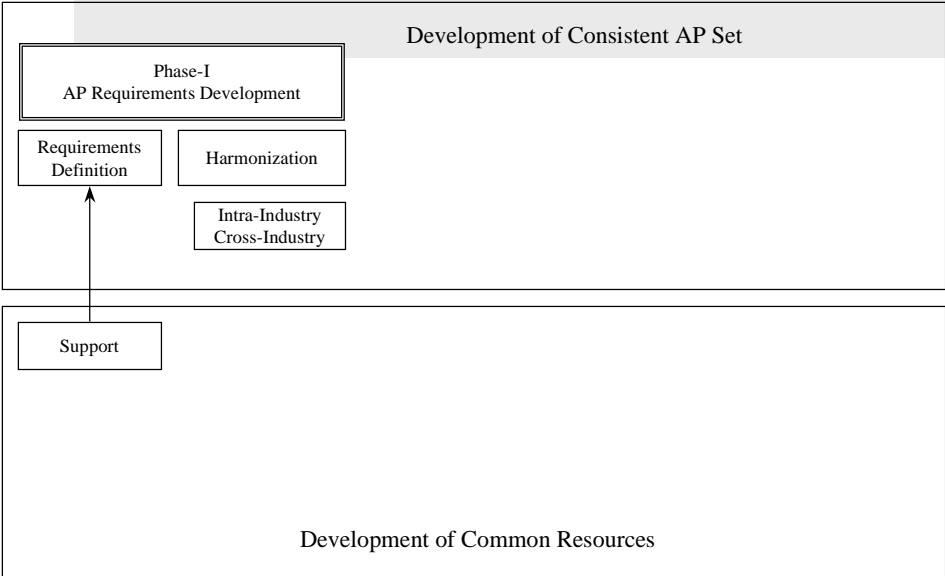 Development of Consistent AP Set
Phase-I
AP Requirements Development
Requirements
Definition
Harmonization
Intra-Industry
Cross-Industry
Support
Development of Common Resources